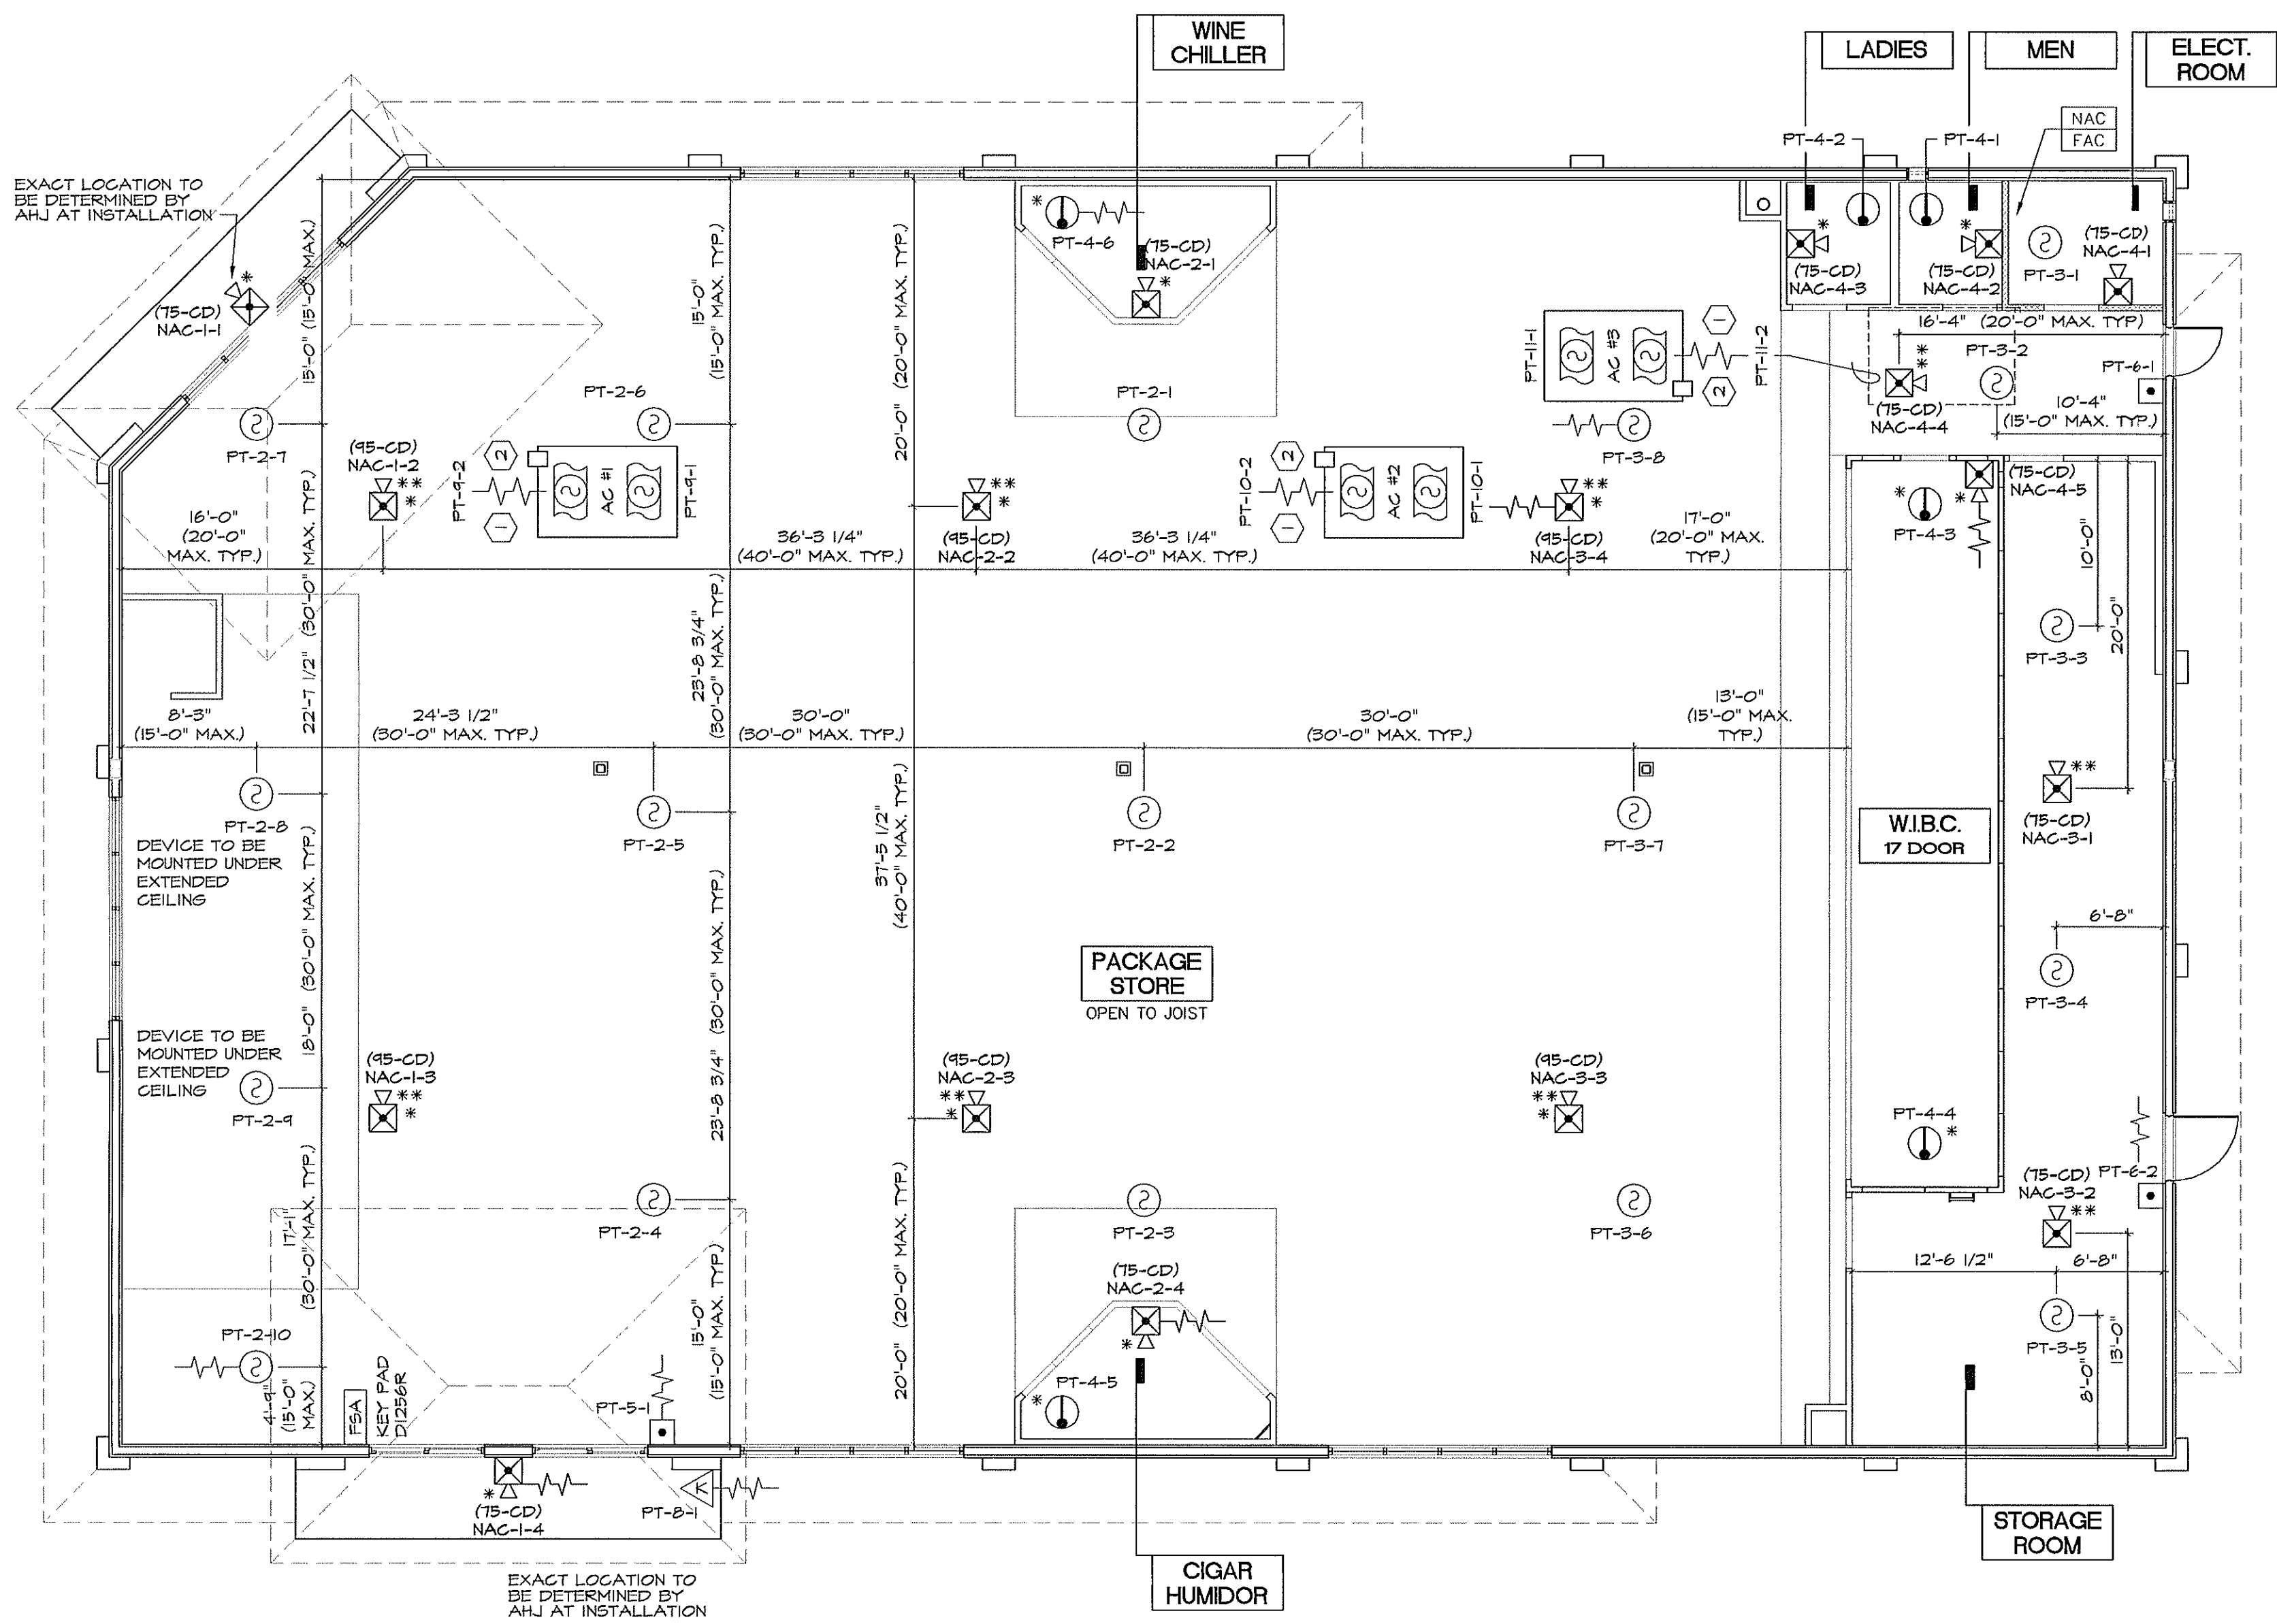 WINE
CHILLER
LADIES
MEN
ELECT.
ROOM
NAC
FAC
PT-4-2
PT-4-1
EXACT LOCATION TO
BE DETERMINED BY
AHJ AT INSTALLATION
*
(75-CD)
NAC-1-1
15'-0" (15'-0" MAX.)
15'-0"
(15'-0" MAX. TYP.)
20'-0" (20'-0" MAX. TYP.)
*
PT-4-6
(75-CD)
NAC-2-1
*
*
(75-CD)
NAC-4-3
*
(75-CD)
NAC-4-2
S
PT-3-1
(75-CD)
NAC-4-1
16'-4" (20'-0" MAX. TYP)
PT-11-1
S
AC #3
S
1
2
PT-11-2
**
(75-CD)
NAC-4-4
PT-3-2
S
PT-6-1
10'-4"
(15'-0" MAX. TYP.)
S
PT-2-7
PT-2-6
S
PT-2-1
S
S
PT-3-8
(95-CD)
NAC-1-2
**
*
PT-9-2
2
1
S
AC #1
S
PT-9-1
**
*
(95-CD)
NAC-2-2
PT-10-2
2
1
S
AC #2
S
PT-10-1
**
*
(95-CD)
NAC-3-4
*
PT-4-3
*
(75-CD)
NAC-4-5
16'-0"
(20'-0"
MAX. TYP.)
36'-3 1/4"
(40'-0" MAX. TYP.)
36'-3 1/4"
(40'-0" MAX. TYP.)
17'-0"
(20'-0" MAX.
TYP.)
10'-0"
20'-0"
22'-7 1/2" (30'-0" MAX. TYP.)
23'-8 3/4"
(30'-0" MAX. TYP.)
S
PT-3-3
8'-3"
(15'-0" MAX.)
24'-3 1/2"
(30'-0" MAX. TYP.)
30'-0"
(30'-0" MAX. TYP.)
30'-0"
(30'-0" MAX. TYP.)
13'-0"
(15'-0" MAX.
TYP.)
S
PT-2-8
S
PT-2-5
S
PT-2-2
S
PT-3-7
W.I.B.C.
17 DOOR
**
(75-CD)
NAC-3-1
DEVICE TO BE
MOUNTED UNDER
EXTENDED
CEILING
18'-0" (30'-0" MAX. TYP.)
23'-8 3/4" (30'-0" MAX. TYP.)
37'-5 1/2"
(40'-0" MAX. TYP.)
PACKAGE
STORE
OPEN TO JOIST
6'-8"
S
PT-3-4
DEVICE TO BE
MOUNTED UNDER
EXTENDED
CEILING
S
PT-2-9
(95-CD)
NAC-1-3
**
*
(95-CD)
NAC-2-3
**
*
(95-CD)
NAC-3-3
**
*
PT-4-4
*
17'-1"
(30'-0" MAX. TYP.)
S
PT-2-4
S
PT-2-3
S
PT-3-6
(75-CD)
NAC-3-2
**
PT-6-2
15'-0"
(15'-0" MAX. TYP)
20'-0" (20'-0" MAX. TYP.)
(75-CD)
NAC-2-4
*
12'-6 1/2"
6'-8"
S
PT-3-5
8'-0"
13'-0"
PT-2-10
S
4'-9"
(15'-0"
MAX.)
FSA
KEY PAD
D1256R
PT-5-1
*
PT-4-5
*
(75-CD)
NAC-1-4
K
PT-8-1
STORAGE
ROOM
CIGAR
HUMIDOR
EXACT LOCATION TO
BE DETERMINED BY
AHJ AT INSTALLATION